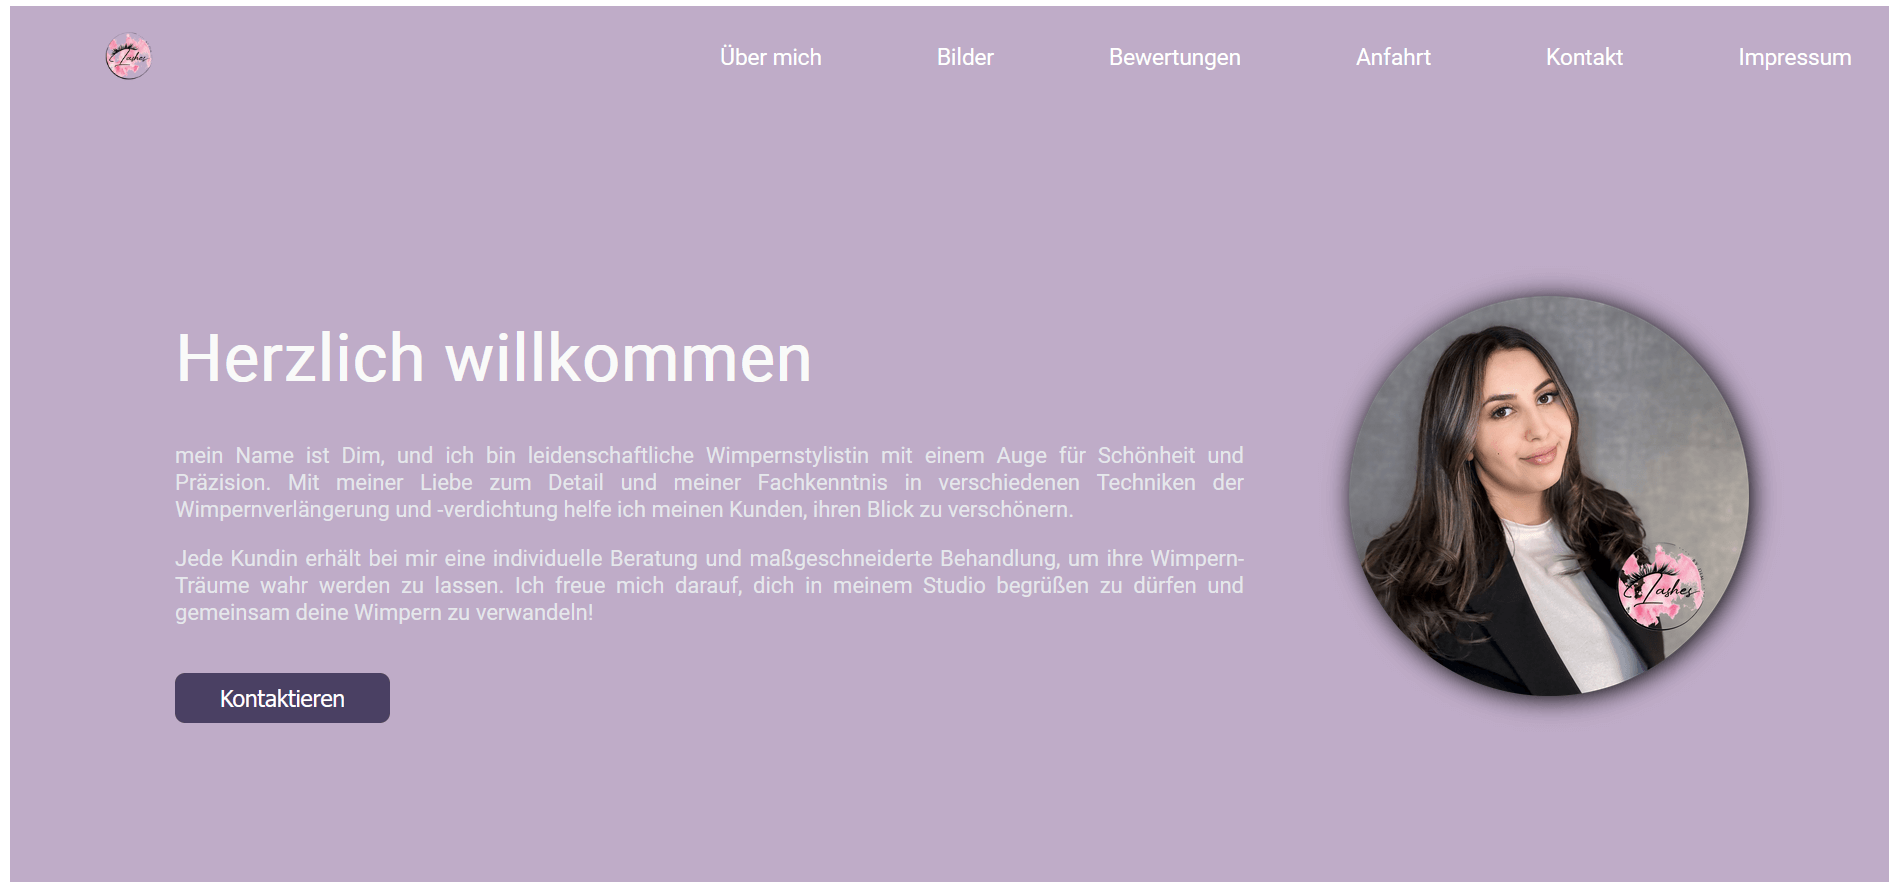 Lashes
Über mich
Bilder
Bewertungen
Anfahrt
Kontakt
Impressum
Herzlich willkommen
mein Name ist Dim, und ich bin leidenschaftliche Wimpernstylistin mit einem Auge für Schönheit und
Präzision. Mit meiner Liebe zum Detail und meiner Fachkenntnis in verschiedenen Techniken der
Wimpernverlängerung und -verdichtung helfe ich meinen Kunden, ihren Blick zu verschönern.
Jede Kundin erhält bei mir eine individuelle Beratung und maßgeschneiderte Behandlung, um ihre Wimpern-
Träume wahr werden zu lassen. Ich freue mich darauf, dich in meinem Studio begrüßen zu dürfen und
gemeinsam deine Wimpern zu verwandeln!
Kontaktieren
Lashes